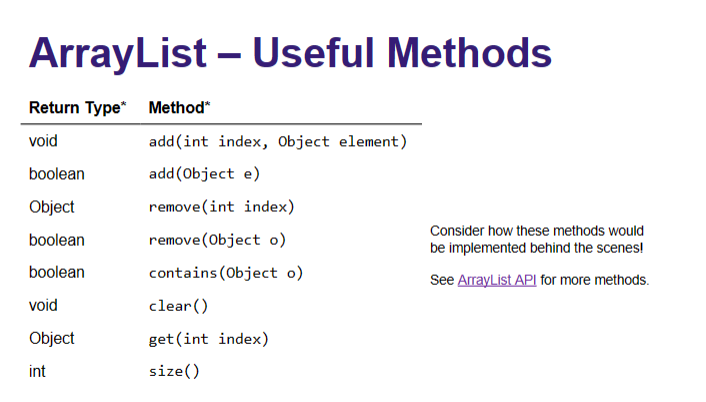 ArrayList – Useful Methods
Return Type* Method*
void add(int index, Object element)
boolean add(Object e)
Object remove(int index)
boolean remove(Object o)
boolean contains(Object o)
void clear()
Object get(int index)
int size()
Consider how these methods would
be implemented behind the scenes!
See ArrayList API for more methods.